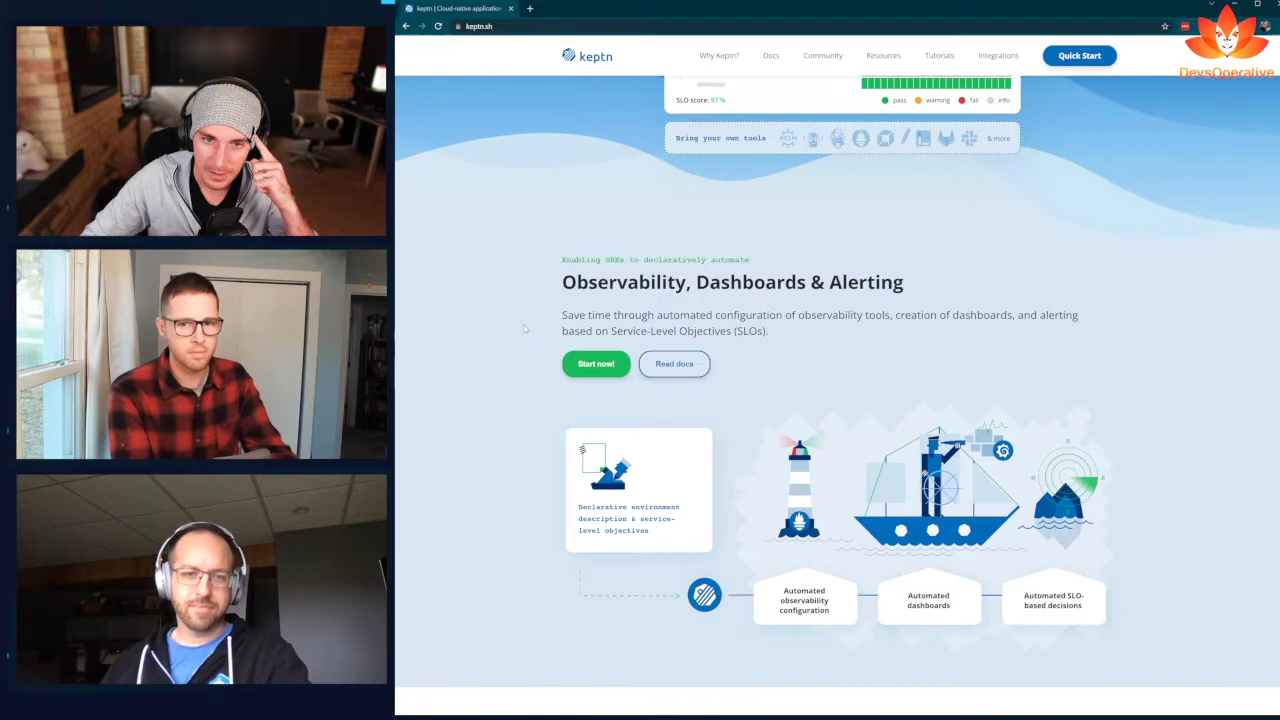 keptn | Cloud-native application
keptn.sh
DevsOperative
keptn
Why Keptn?
Docs
Community
Resources
Tutorials
Integrations
Quick Start
SLO score: 97 %
pass
warning
fail
info
Bring your own tools
HELM
& more
Enabling SREs to declaratively automate
Observability, Dashboards & Alerting
Save time through automated configuration of observability tools, creation of dashboards, and alerting
based on Service-Level Objectives (SLOs).
Start now!
Read docs
Declarative environment
description & service-
level objectives
N
W
E
Automated
observability
configuration
Automated
dashboards
Automated SLO-
based decisions